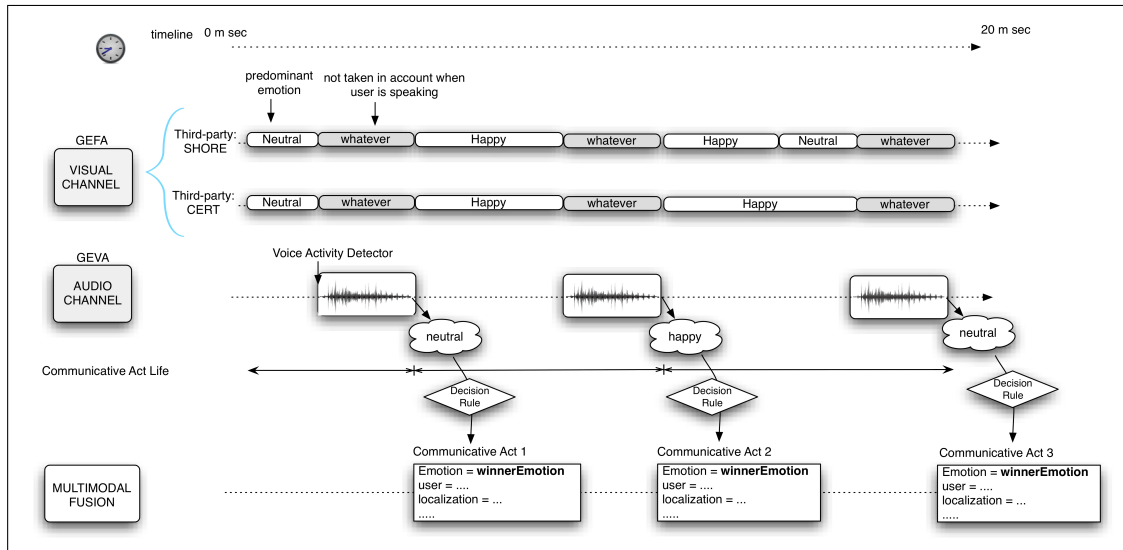 timeline 0 m sec 20 m sec
predominant
emotion
not taken in account when
user is speaking
GEFA
VISUAL
CHANNEL
Third-party:
SHORE
Neutral whatever Happy whatever Happy Neutral whatever
Third-party:
CERT
Neutral whatever Happy whatever Happy whatever
GEVA
AUDIO
CHANNEL
Voice Activity Detector
neutral happy neutral
Communicative Act Life
Decision
Rule
Decision
Rule
Decision
Rule
MULTIMODAL
FUSION
Communicative Act 1
Emotion = winnerEmotion
user = ....
localization = ...
.....
Communicative Act 2
Emotion = winnerEmotion
user = ....
localization = ...
.....
Communicative Act 3
Emotion = winnerEmotion
user = ....
localization = ...
.....